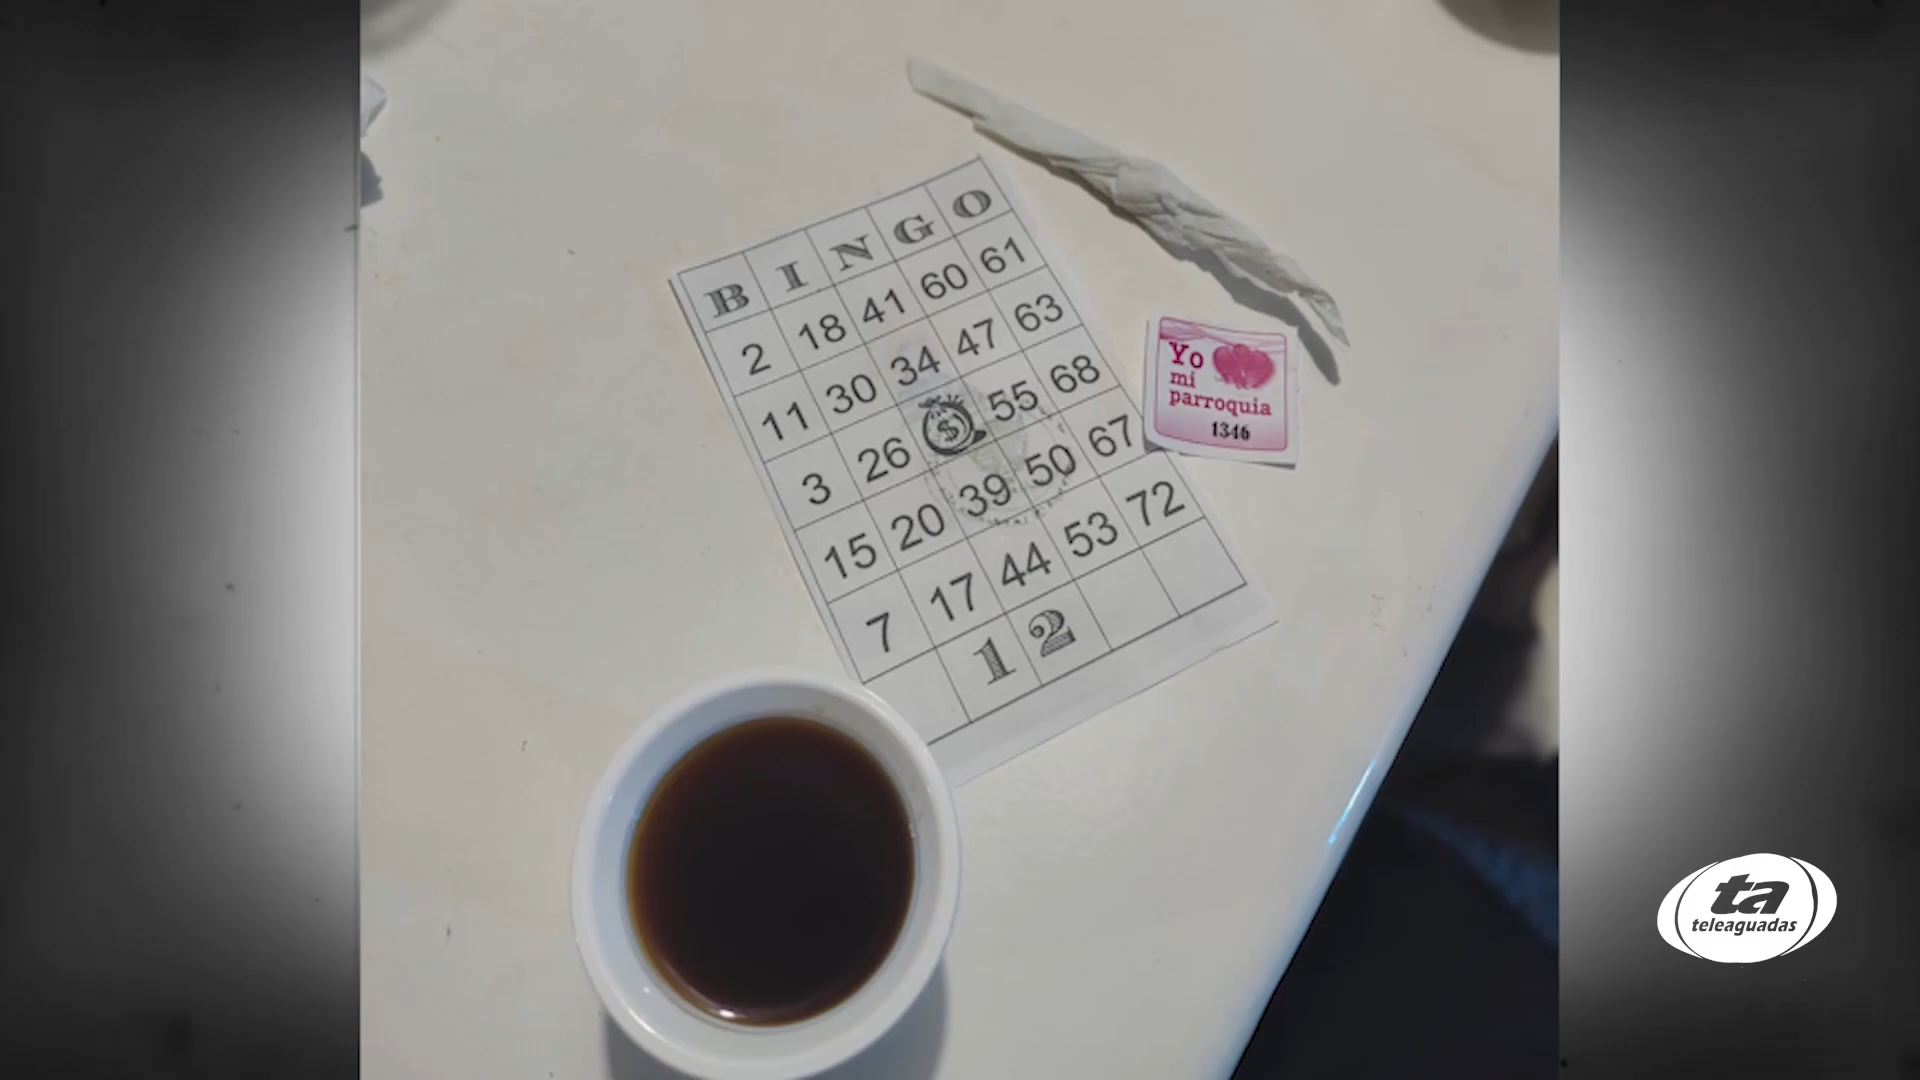 B I N G O
2 18 41 60 61
11 30 34 47 63
3 26 $ 55 68
15 20 39 50 67
7 17 44 53 72
1 2
Yo
mi
parroquia
1346
ta
teleaguadas